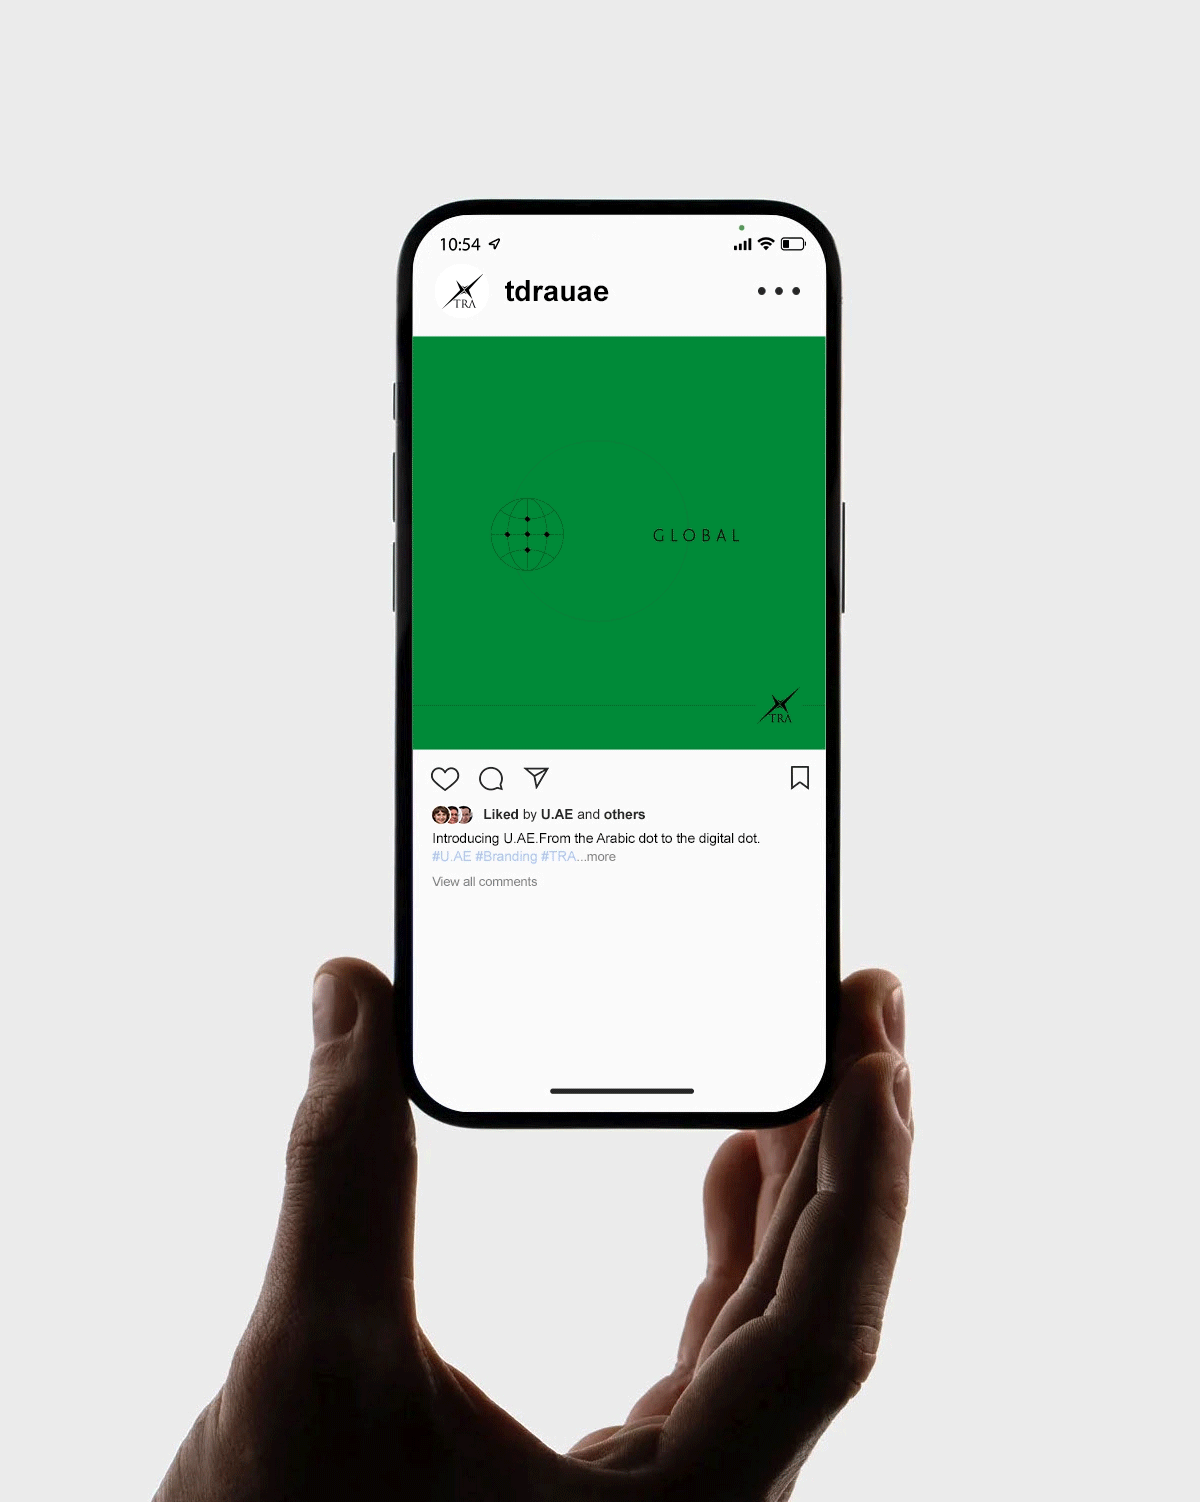 10:54
TRA
tdrauae
GLOBAL
TRA
Liked by U.AE and others
Introducing U.AE.From the Arabic dot to the digital dot.
#U.AE #Branding #TRA...more
View all comments